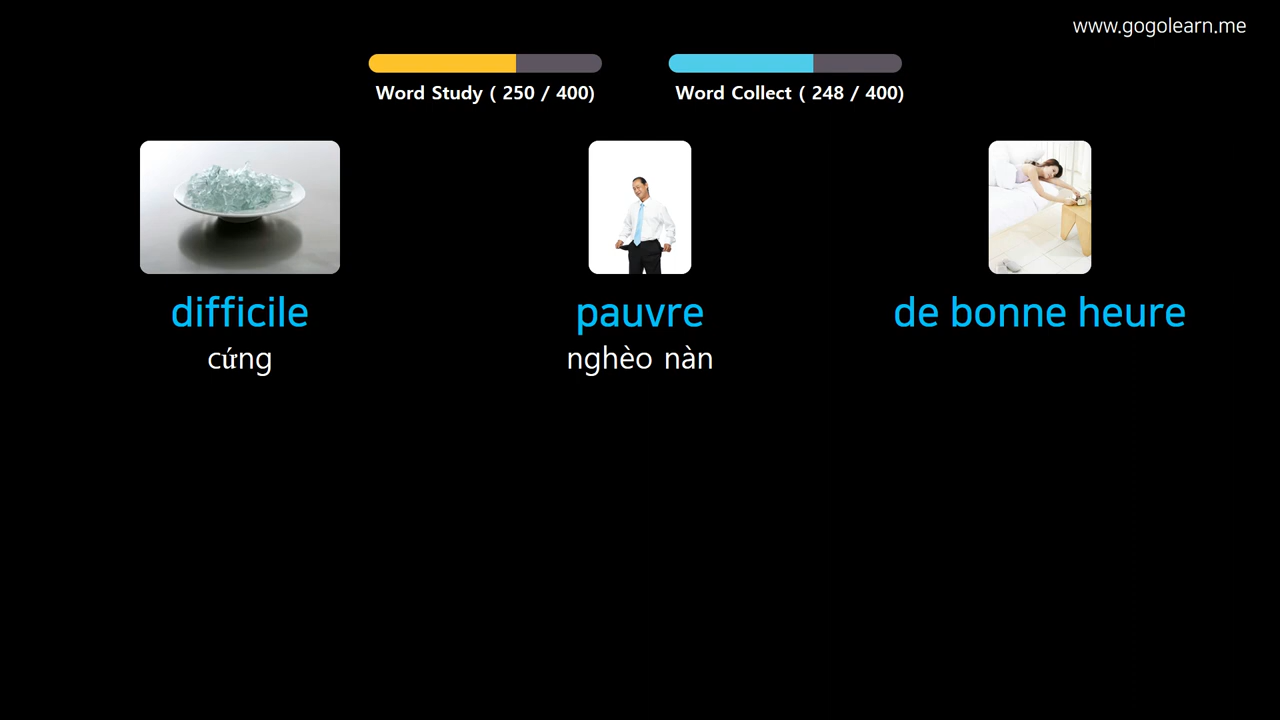 www.gogolearn.me
Word Study ( 250 / 400)
Word Collect ( 248 / 400)
difficile
pauvre
de bonne heure
cứng
nghèo nàn